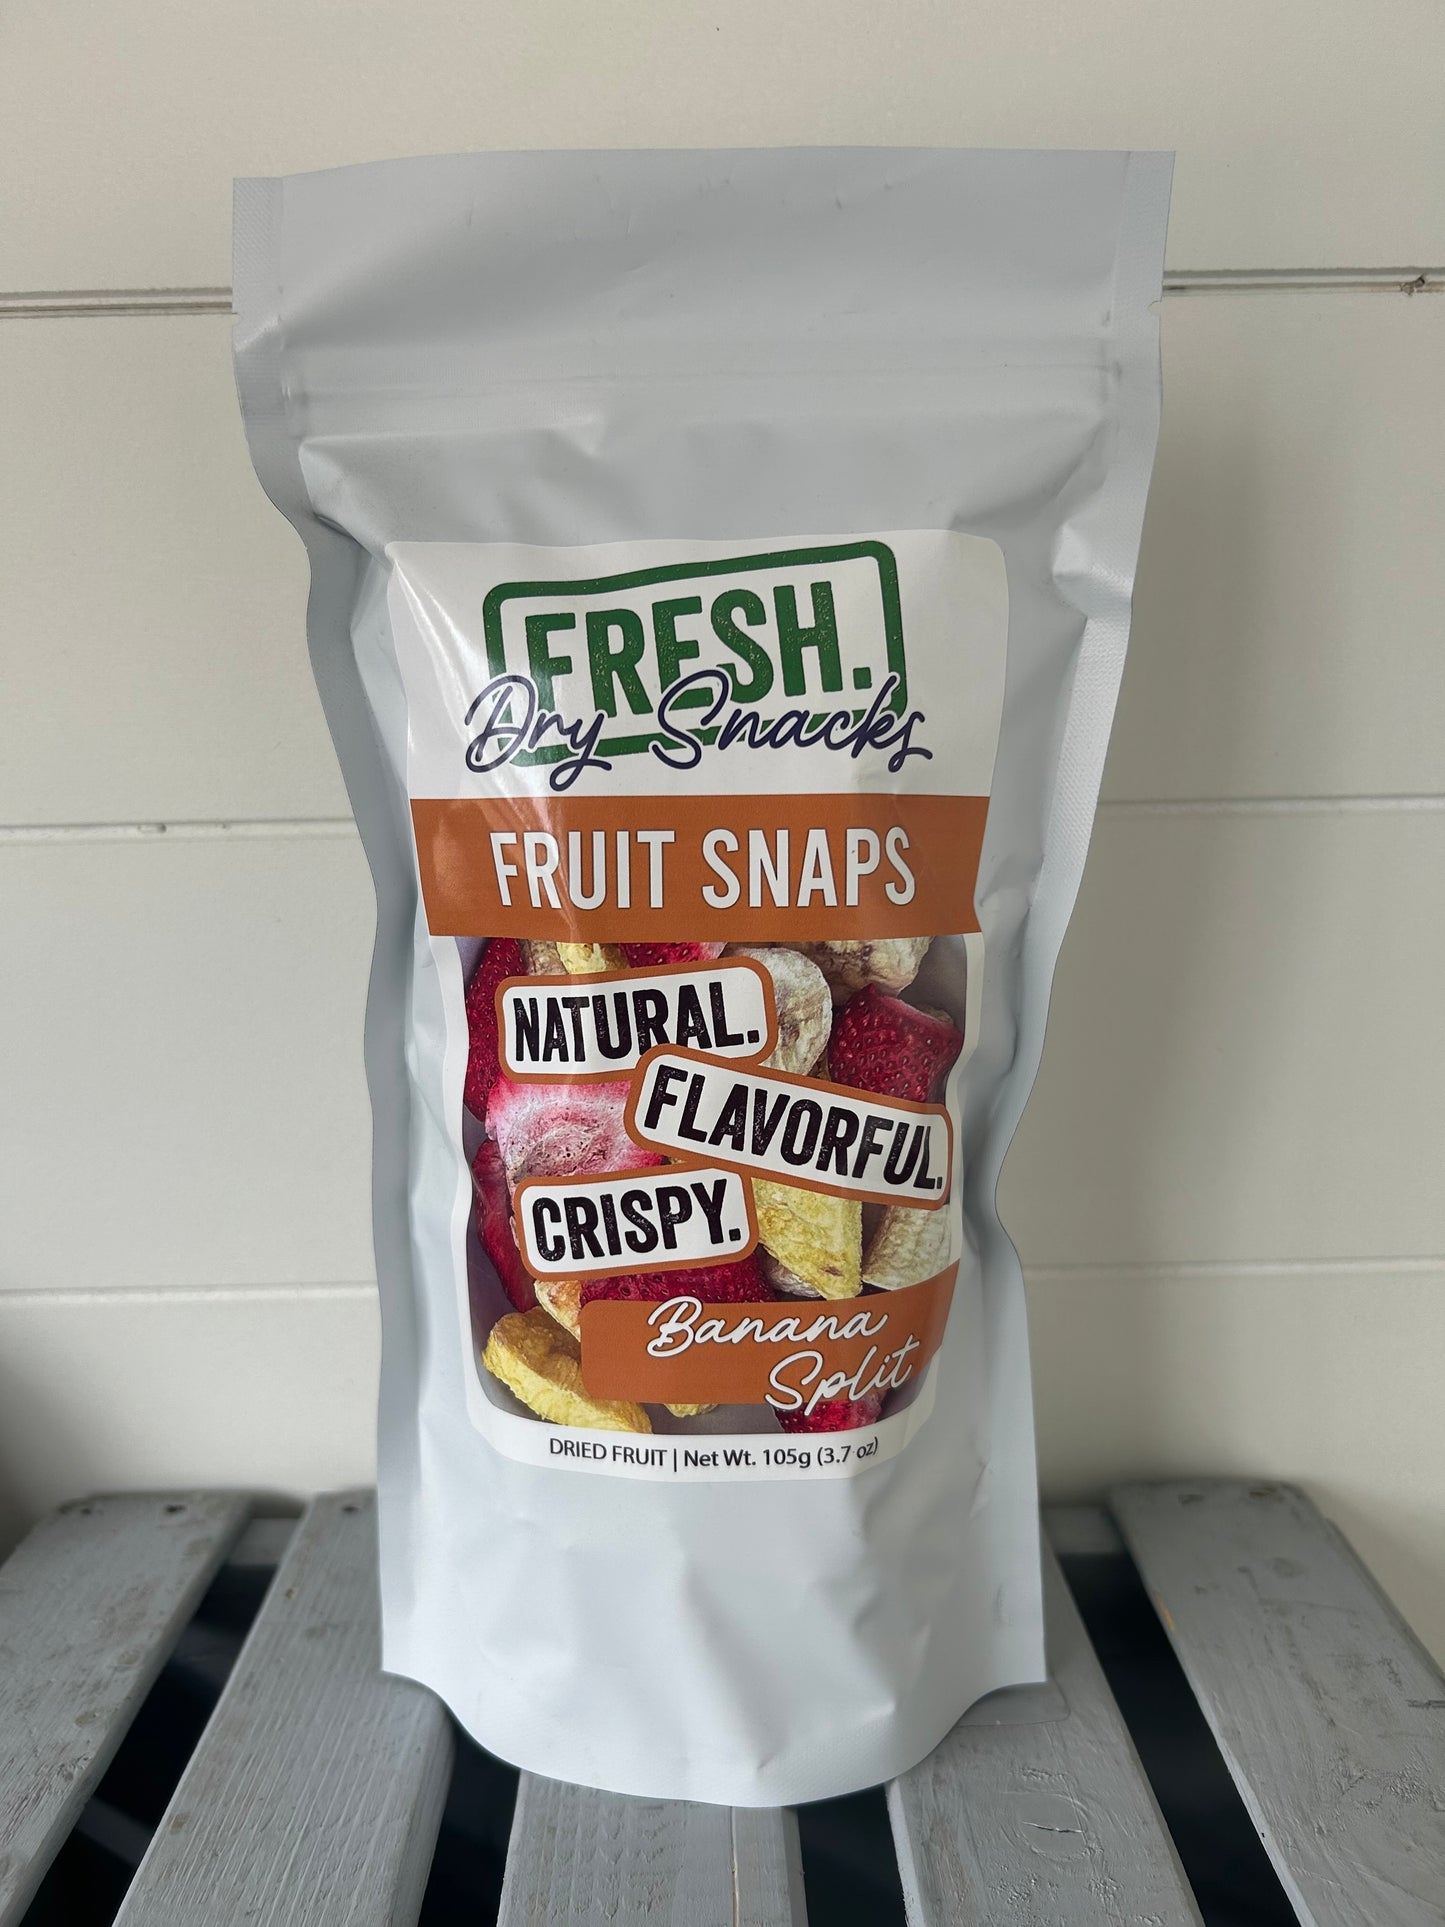 FRESH.
Dry Snacks
FRUIT SNAPS
NATURAL.
FLAVORFUL.
CRISPY.
Banana
Split
DRIED FRUIT | Net Wt. 105g (3.7 oz)